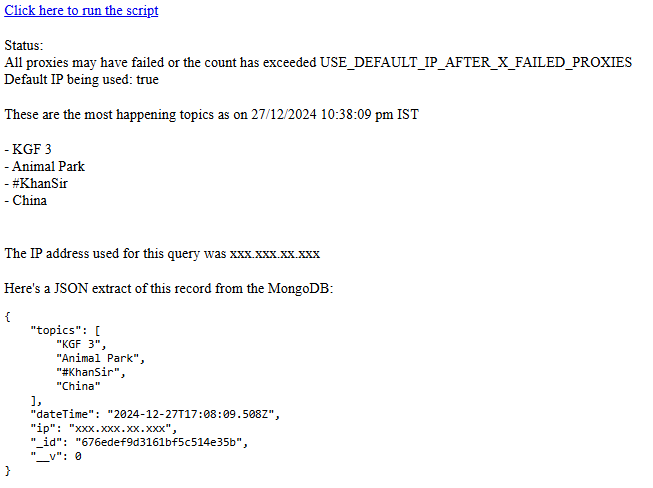 Click here to run the script
Status:
All proxies may have failed or the count has exceeded USE_DEFAULT_IP_AFTER_X_FAILED_PROXIES
Default IP being used: true
These are the most happening topics as on 27/12/2024 10:38:09 pm IST
- KGF 3
- Animal Park
- #KhanSir
- China
The IP address used for this query was xxx.xxx.xx.xxx
Here's a JSON extract of this record from the MongoDB:
{
    "topics": [
        "KGF 3",
        "Animal Park",
        "#KhanSir",
        "China"
    ],
    "dateTime": "2024-12-27T17:08:09.508Z",
    "ip": "xxx.xxx.xx.xxx",
    "_id": "676edef9d3161bf5c514e35b",
    "__v": 0
}